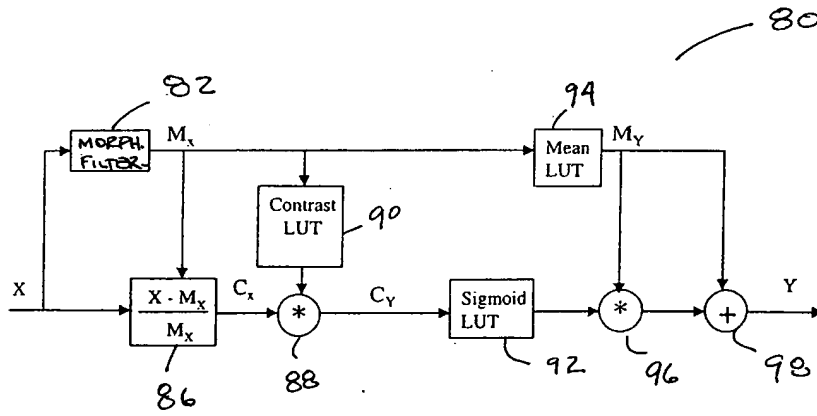 80
82
94
MORPH. FILTER
Mx
Mean LUT
MY
Contrast LUT
90
X
X - MX
MX
Cx
*
CY
Sigmoid LUT
*
+
Y
86
88
92
96
98